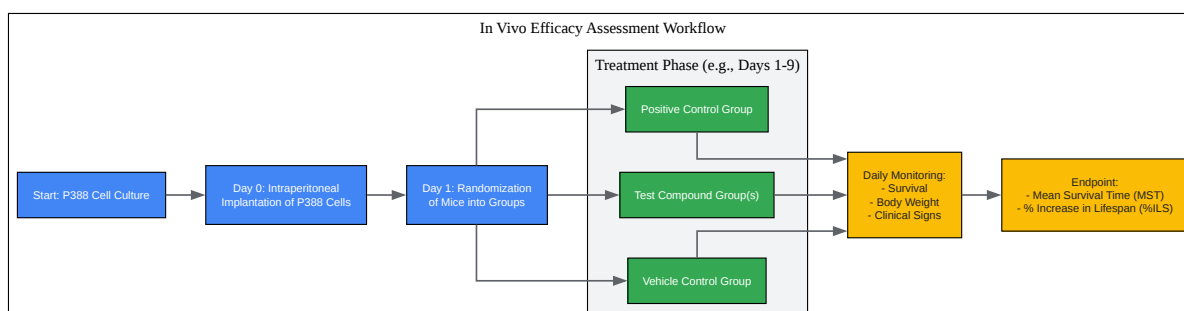 In Vivo Efficacy Assessment Workflow
Treatment Phase (e.g., Days 1-9)
Positive Control Group
Start: P388 Cell Culture
Day 0: Intraperitoneal
Implantation of P388 Cells
Day 1: Randomization
of Mice into Groups
Test Compound Group(s)
Vehicle Control Group
Daily Monitoring:
- Survival
- Body Weight
- Clinical Signs
Endpoint:
- Mean Survival Time (MST)
- % Increase in Lifespan (%ILS)